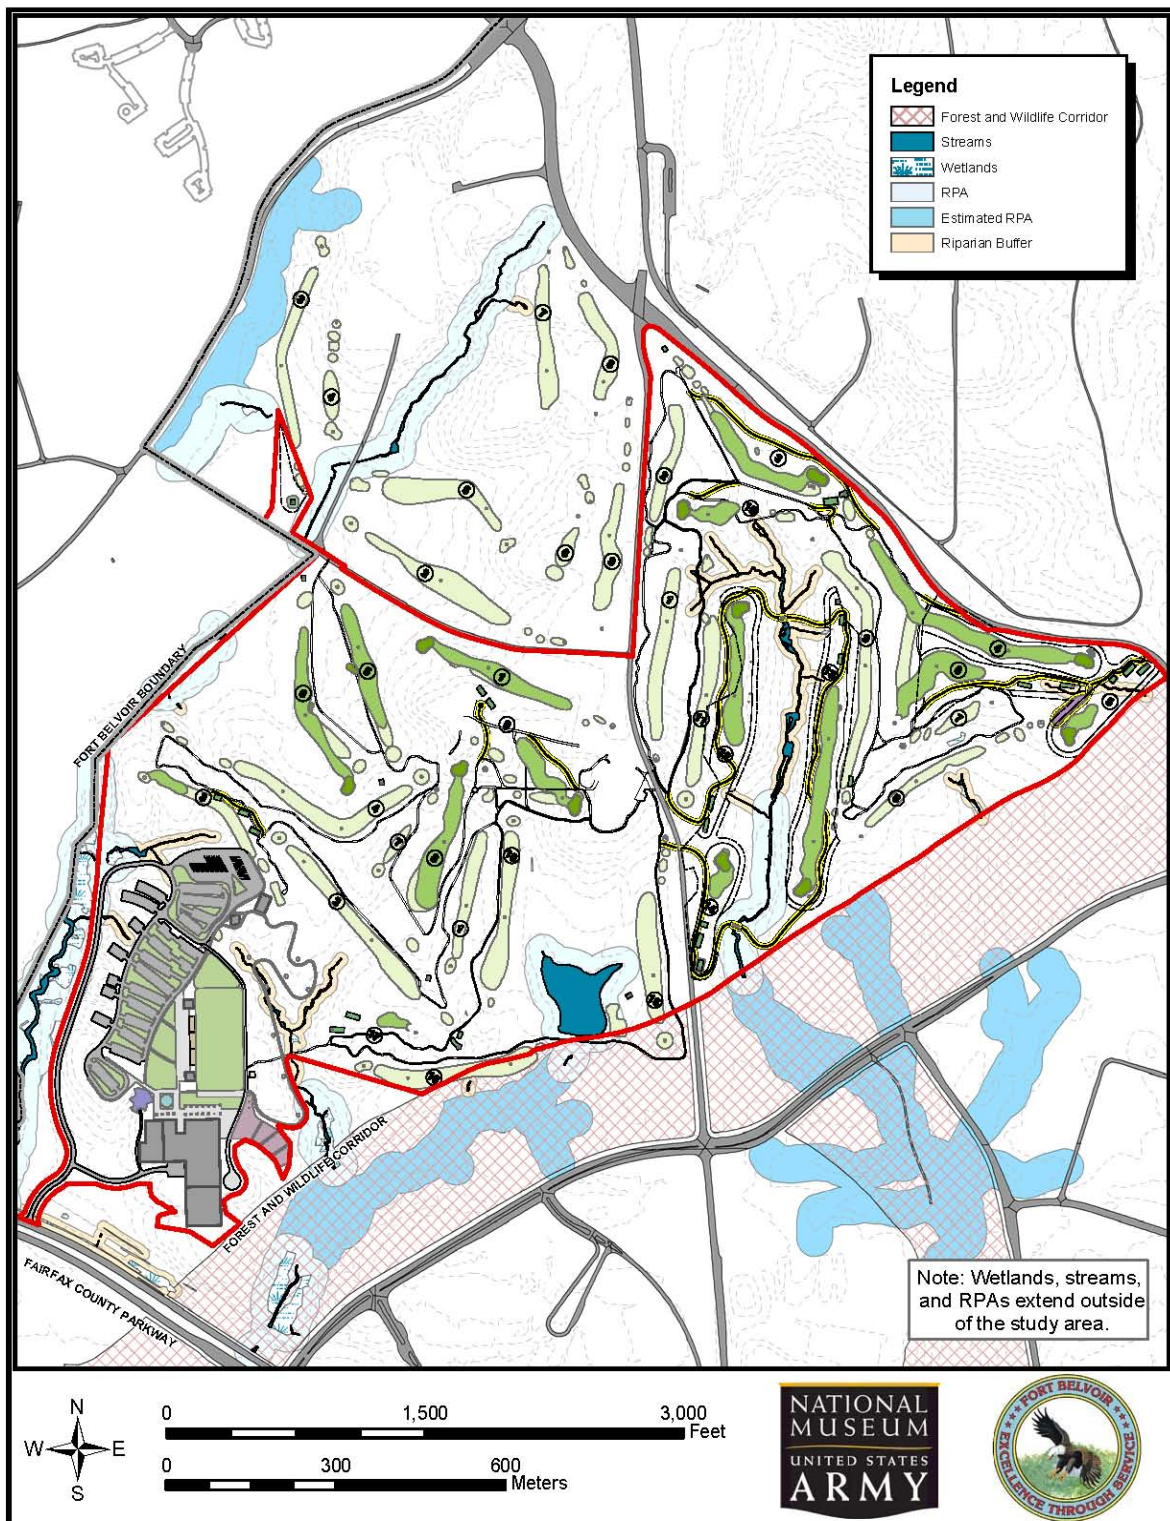 Legend
Forest and Wildlife Corridor
Streams
Wetlands
RPA
Estimated RPA
Riparian Buffer
FORT BELVOIR BOUNDARY
FOREST AND WILDLIFE CORRIDOR
FAIRFAX COUNTY PARKWAY
Note: Wetlands, streams,
and RPAs extend outside
of the study area.
N
W E
S
0 1,500 3,000
Feet
0 300 600
Meters
NATIONAL
MUSEUM
UNITED STATES
ARMY
FORT BELVOIR
EXCELLENCE THROUGH SERVICE